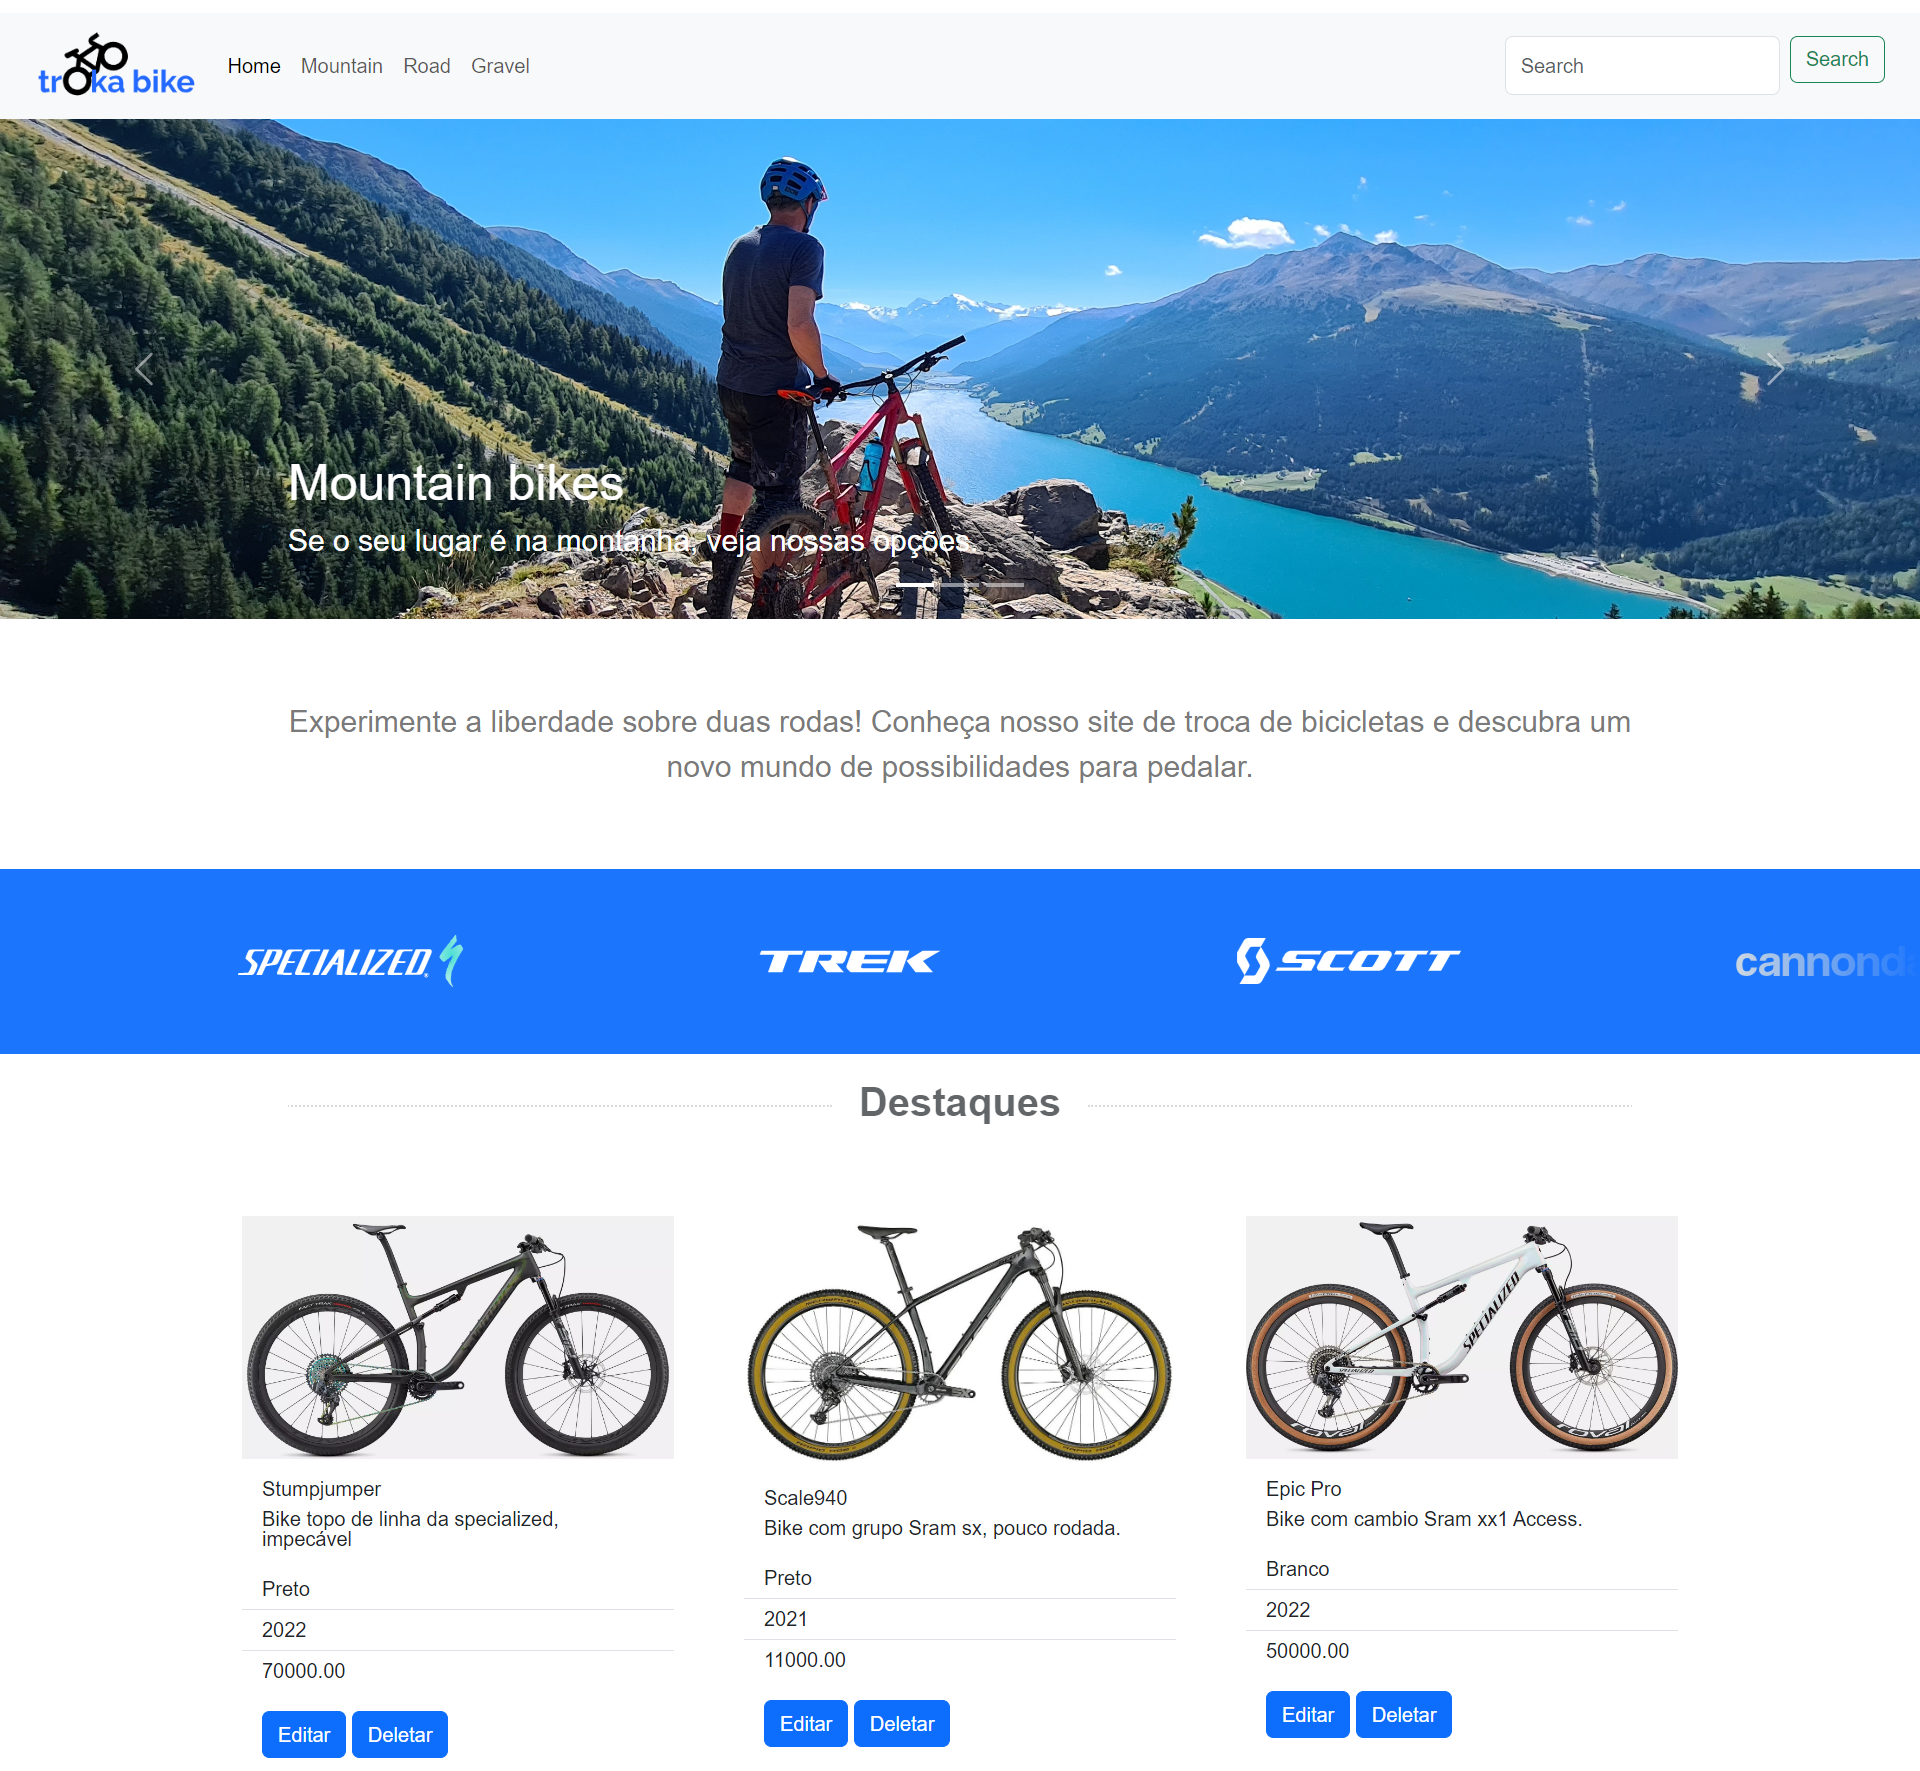 troka bike
Home Mountain Road Gravel
Search
Search
Mountain bikes
Se o seu lugar é na montanha, veja nossas opções.
Experimente a liberdade sobre duas rodas! Conheça nosso site de troca de bicicletas e descubra um
novo mundo de possibilidades para pedalar.
SPECIALIZED
TREK
SCOTT
cannonda
Destaques
SPECIALIZED
roval
roval
Stumpjumper
Bike topo de linha da specialized,
impecável
Preto
2022
70000.00
Editar Deletar
Scale940
Bike com grupo Sram sx, pouco rodada.
Preto
2021
11000.00
Editar Deletar
Epic Pro
Bike com cambio Sram xx1 Access.
Branco
2022
50000.00
Editar Deletar